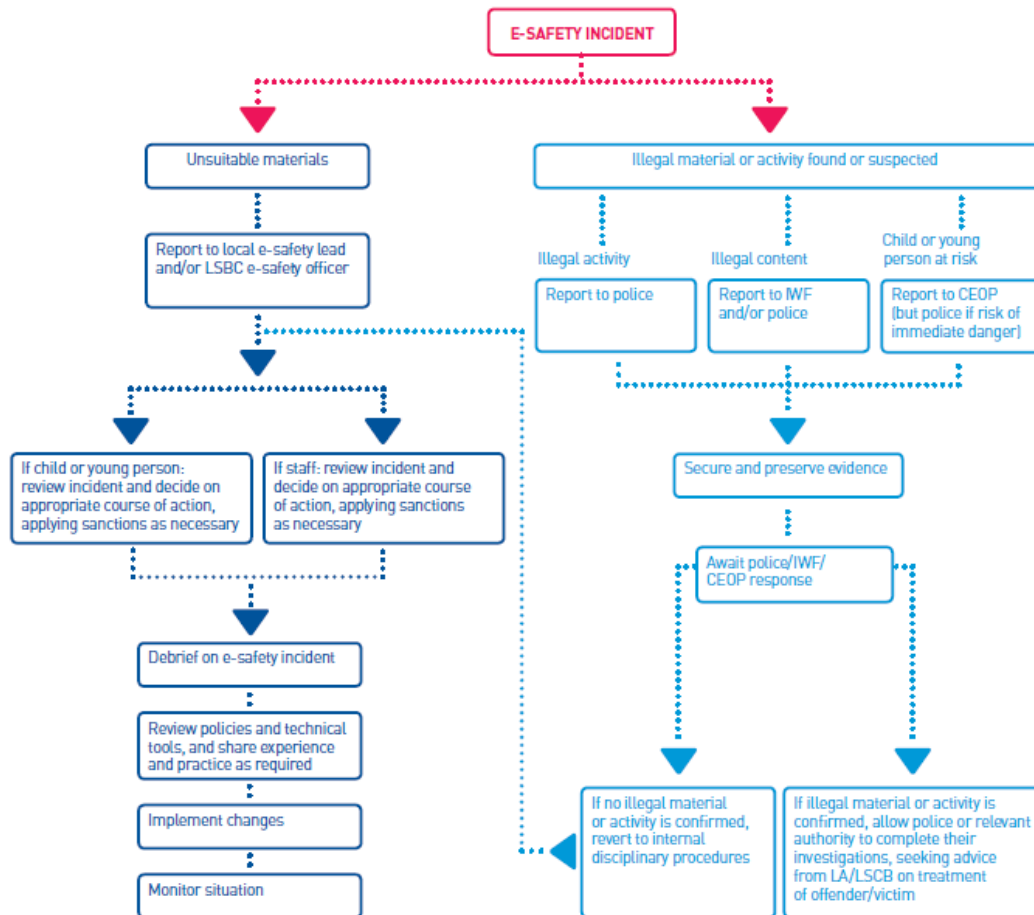 E-SAFETY INCIDENT
Unsuitable materials
Illegal material or activity found or suspected
Report to local e-safety lead
and/or LSBC e-safety officer
Illegal activity
Report to police
Illegal content
Report to IWF
and/or police
Child or young
person at risk
Report to CEOP
(but police if risk of
immediate danger)
If child or young person:
review incident and decide on
appropriate course of action,
applying sanctions as necessary
If staff: review incident and
decide on appropriate course
of action, applying sanctions
as necessary
Secure and preserve evidence
Await police/IWF/
CEOP response
Debrief on e-safety incident
Review policies and technical
tools, and share experience
and practice as required
Implement changes
Monitor situation
If no illegal material
or activity is confirmed,
revert to internal
disciplinary procedures
If illegal material or activity is
confirmed, allow police or relevant
authority to complete their
investigations, seeking advice
from LA/LSCB on treatment
of offender/victim